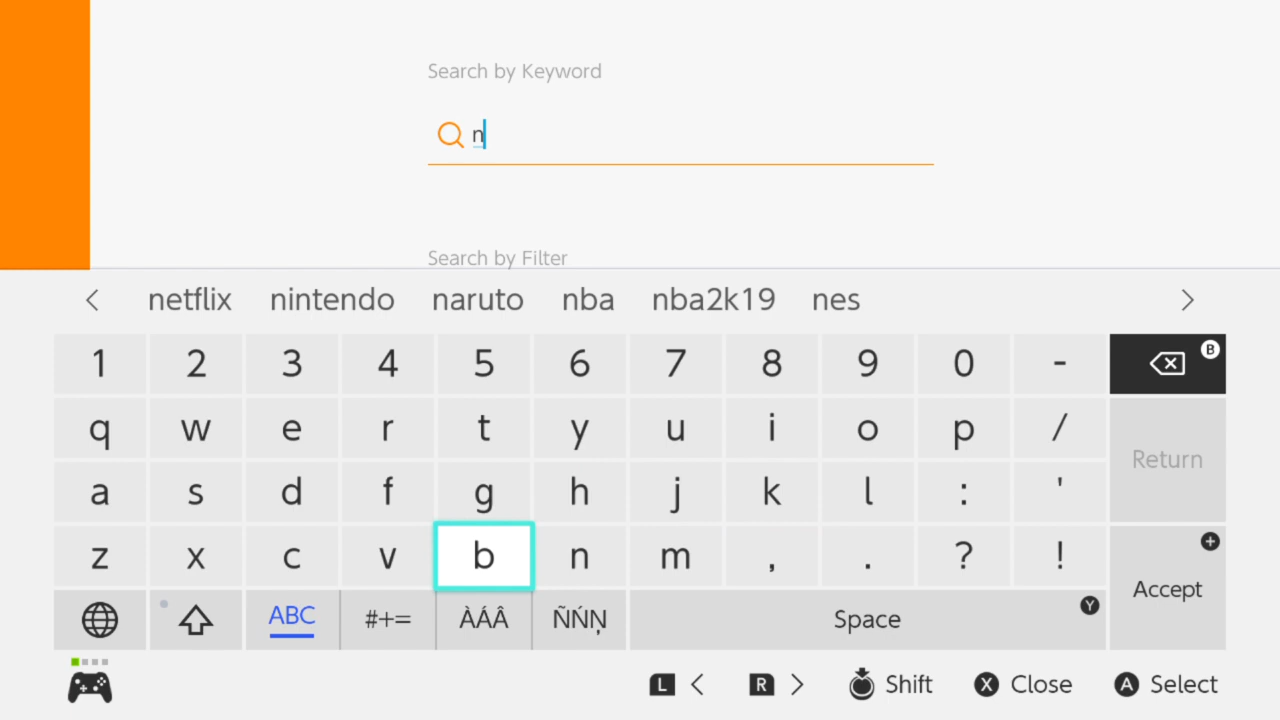 Search by Keyword
n
Search by Filter
< netflix nintendo naruto nba nba2k19 nes >
1 2 3 4 5 6 7 8 9 0 - B
q w e r t y u i o p / Return
a s d f g h j k l : '
z x c v b n m , . ? ! + Accept
ABC #+= ÀÁÂ ÑŃŅ Space Y
L < R > Shift X Close A Select